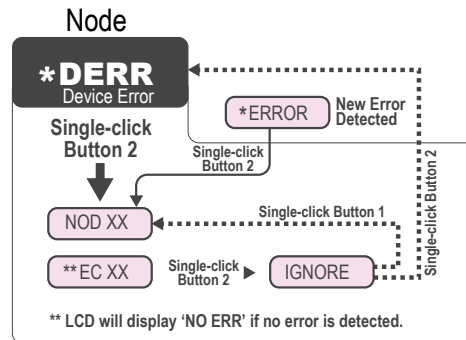 Node
*DERR
Device Error
*ERROR
New Error
Detected
Single-click
Button 2
Single-click
Button 2
NOD XX
Single-click Button 1
Single-click Button 2
**EC XX
Single-click
Button 2
IGNORE
** LCD will display ‘NO ERR’ if no error is detected.